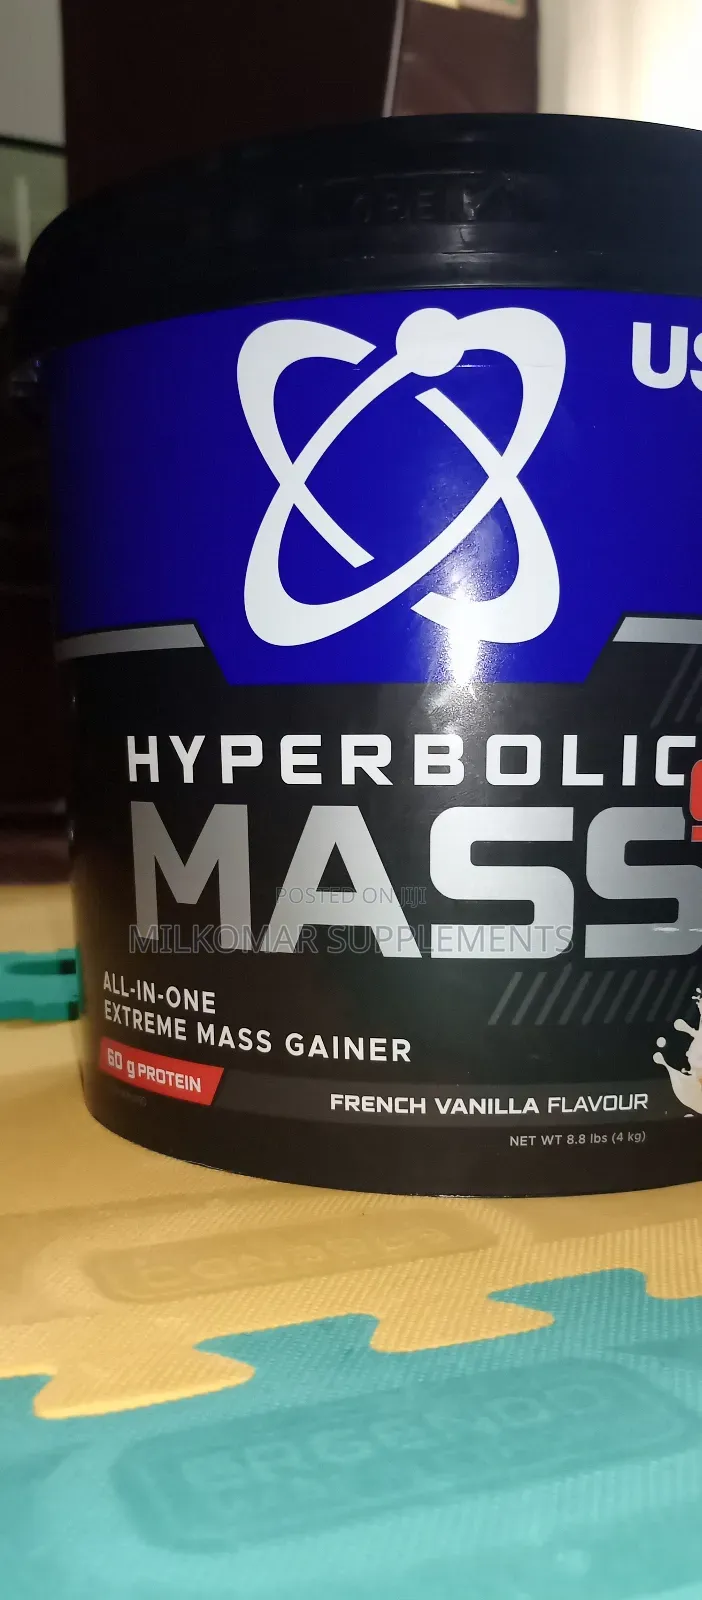 US
HYPERBOLIC
MASS
POSTED ON JIJI
MILKOMAR SUPPLEMENTS
ALL-IN-ONE
EXTREME MASS GAINER
60 g PROTEIN
FRENCH VANILLA FLAVOUR
NET WT 8.8 lbs (4 kg)